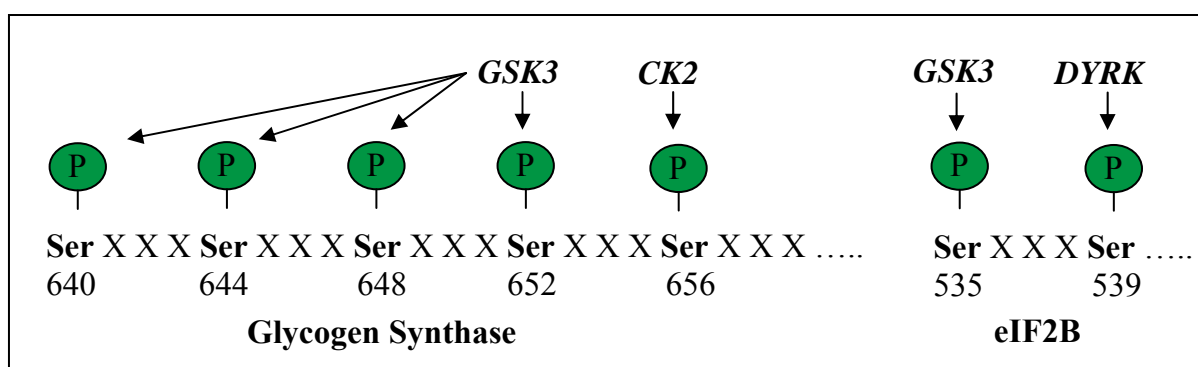 GSK3 CK2 GSK3 DYRK
P P P P P P P
Ser X X X Ser X X X Ser X X X Ser X X X Ser X X X ..... Ser X X X Ser .....
640 644 648 652 656 535 539
Glycogen Synthase eIF2B